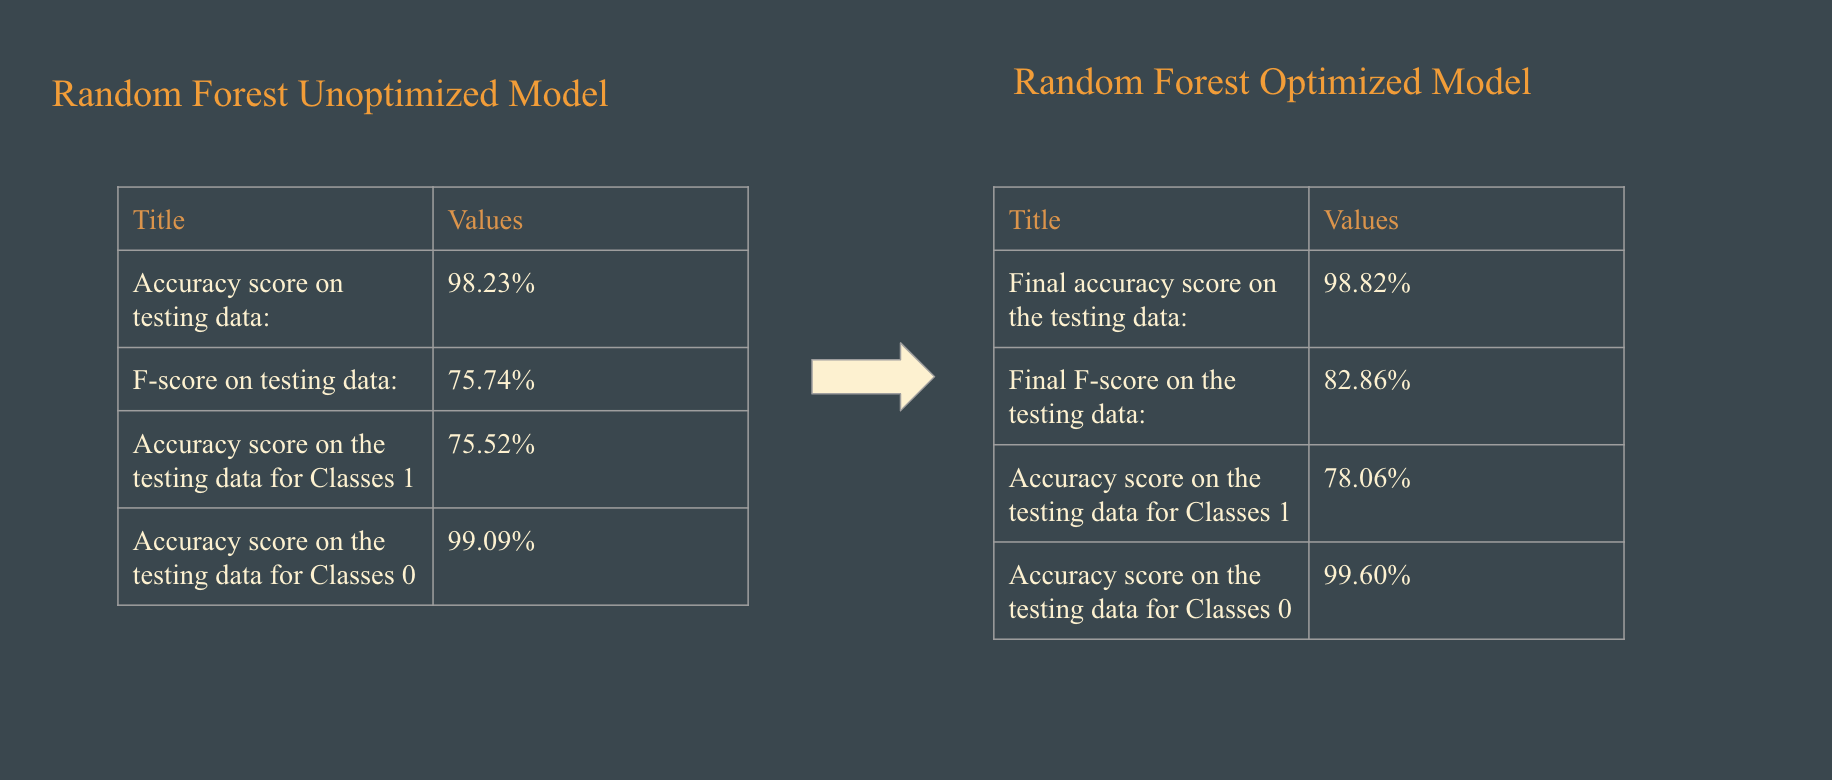 Random Forest Unoptimized Model
Title
Values
Accuracy score on
testing data:
98.23%
F-score on testing data:
75.74%
Accuracy score on the
testing data for Classes 1
75.52%
Accuracy score on the
testing data for Classes 0
99.09%
Random Forest Optimized Model
Title
Values
Final accuracy score on
the testing data:
98.82%
Final F-score on the
testing data:
82.86%
Accuracy score on the
testing data for Classes 1
78.06%
Accuracy score on the
testing data for Classes 0
99.60%